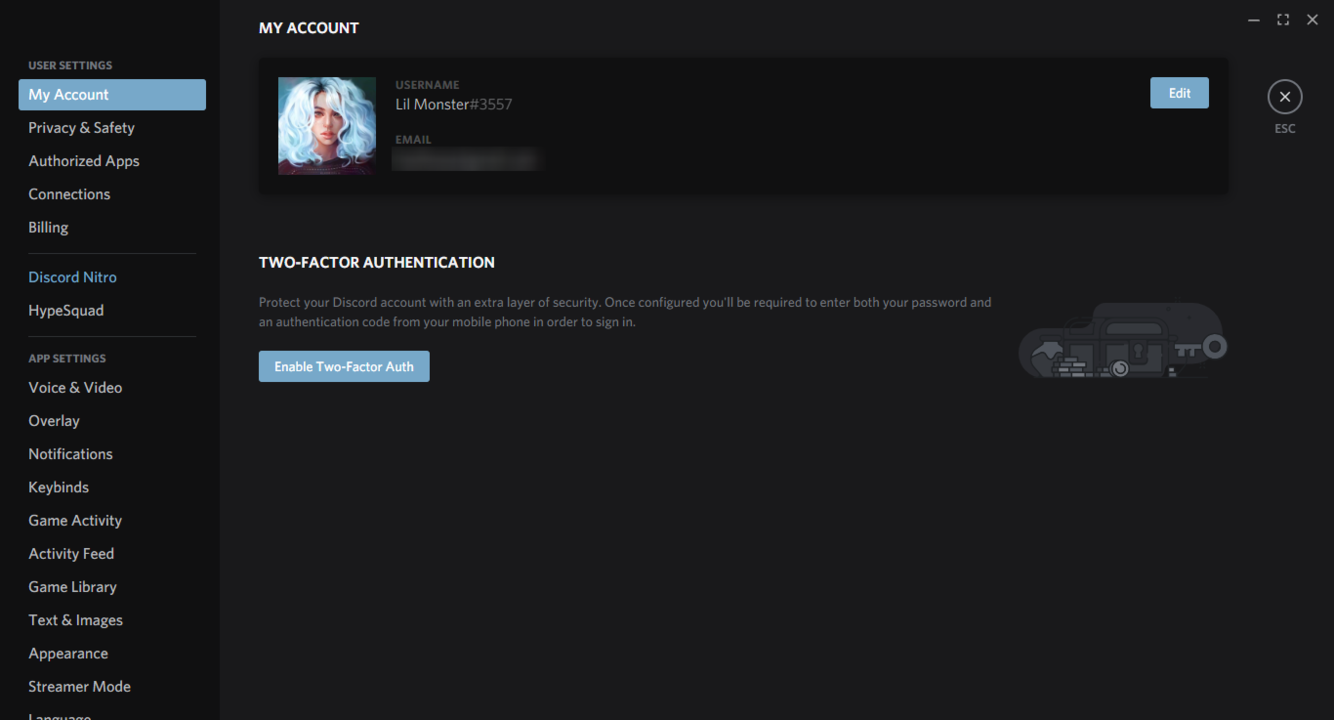 USER SETTINGS
My Account
Privacy & Safety
Authorized Apps
Connections
Billing
Discord Nitro
HypeSquad
APP SETTINGS
Voice & Video
Overlay
Notifications
Keybinds
Game Activity
Activity Feed
Game Library
Text & Images
Appearance
Streamer Mode
Language
MY ACCOUNT
USERNAME
Lil Monster#3557
EMAIL
Edit
ESC
TWO-FACTOR AUTHENTICATION
Protect your Discord account with an extra layer of security. Once configured you'll be required to enter both your password and
an authentication code from your mobile phone in order to sign in.
Enable Two-Factor Auth